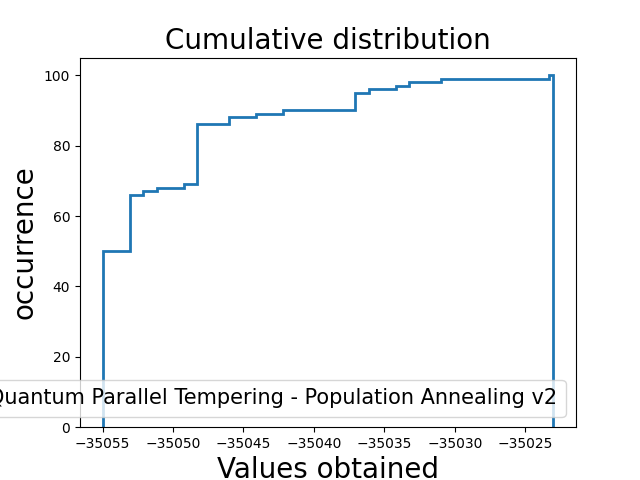 Cumulative distribution
occurrence
100
80
60
40
20
0
Quantum Parallel Tempering - Population Annealing v2
−35055 −35050 −35045 −35040 −35035 −35030 −35025
Values obtained